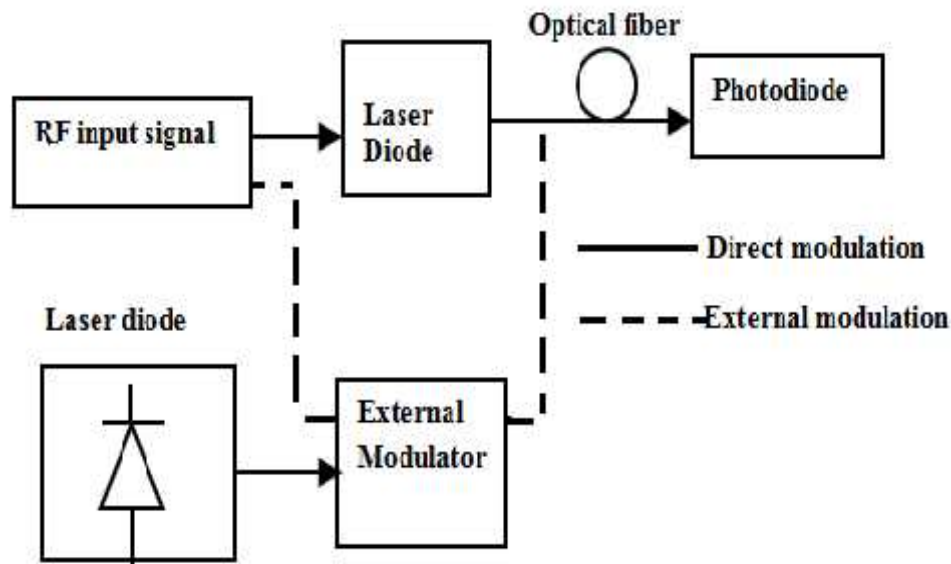 Optical fiber
RF input signal
Laser
Diode
Photodiode
Direct modulation
External modulation
Laser diode
External
Modulator